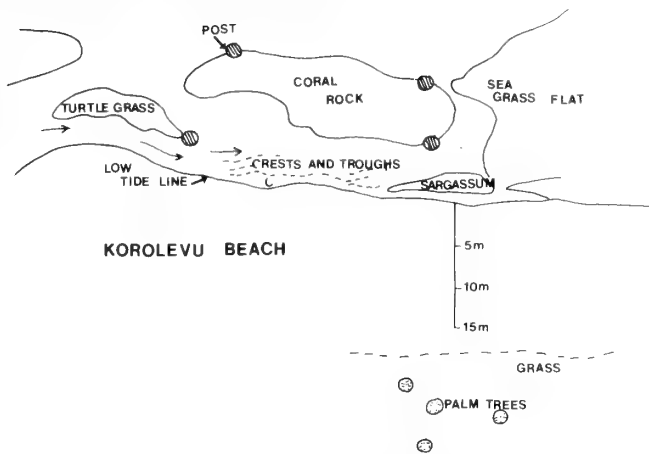 POST
CORAL
ROCK
SEA
GRASS FLAT
TURTLE GRASS
CRESTS AND TROUGHS
LOW
TIDE LINE
SARGASSUM
KOROLEVU BEACH
5m
10m
15m
GRASS
PALM TREES